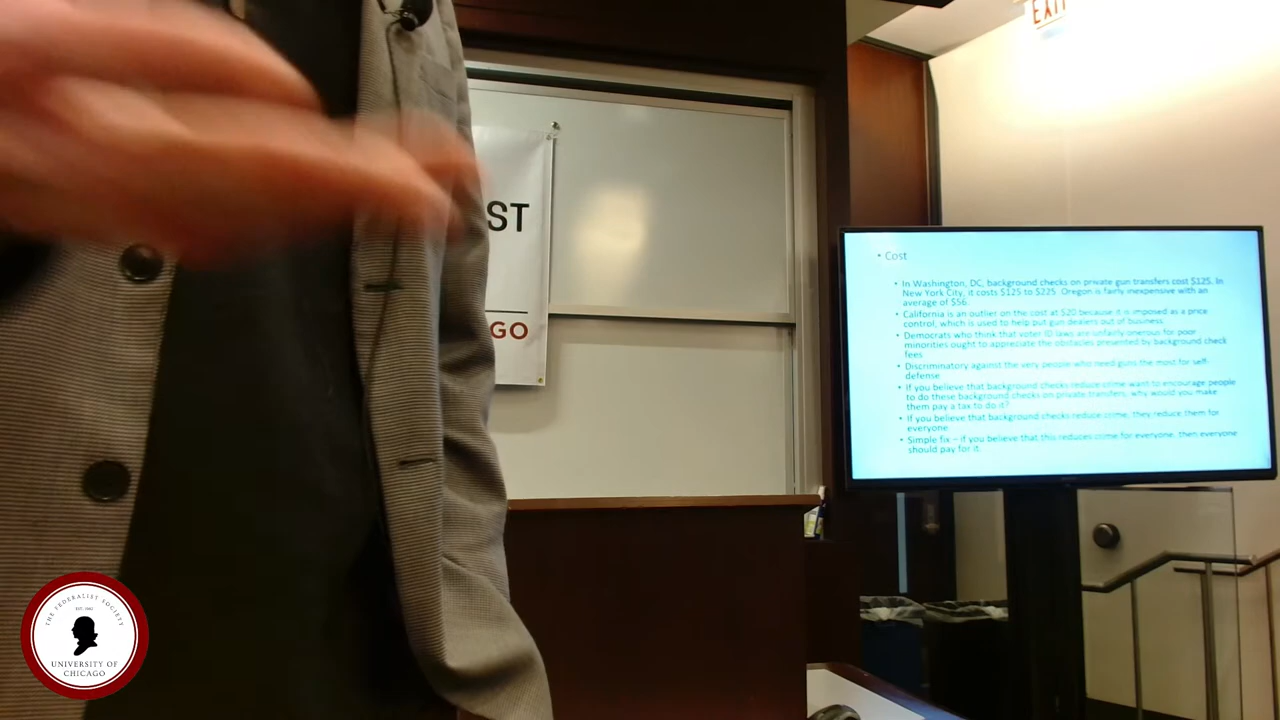 EXIT
ST
GO
• Cost
• In Washington, DC, background checks on private gun transfers cost $125. In
New York City, it costs $125 to $225. Oregon is fairly inexpensive with an
average of $56.
• California is an outlier on the cost at $20 because it is imposed as a price
control, which is used to help put gun dealers out of business.
• Democrats who think that voter ID laws are unfairly onerous for poor
minorities ought to appreciate the obstacles presented by background check
fees.
• Discriminatory against the very people who need guns the most for self-
defense
• If you believe that background checks reduce crime want to encourage people
to do these background checks on private transfers, why would you make
them pay a tax to do it?
• If you believe that background checks reduce crime, they reduce them for
everyone.
• Simple fix – if you believe that this reduces crime for everyone, then everyone
should pay for it.
THE FEDERALIST SOCIETY
EST. 1982
UNIVERSITY OF
CHICAGO